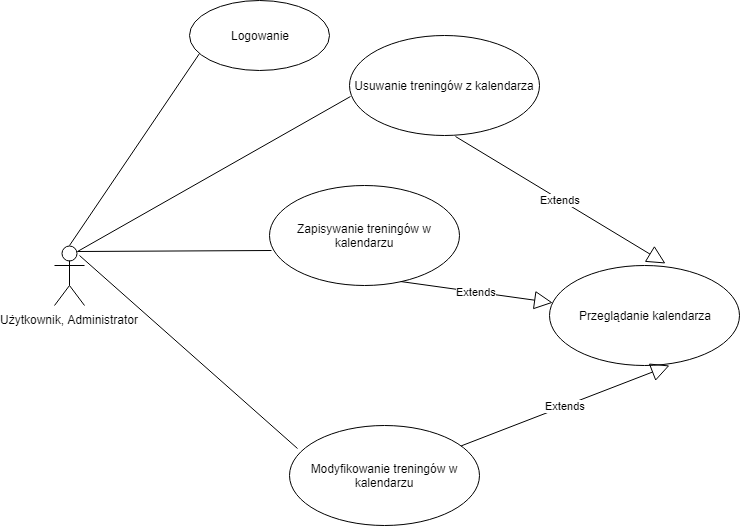 Logowanie
Usuwanie treningów z kalendarza
Extends
Zapisywanie treningów w
kalendarzu
Extends
Użytkownik, Administrator
Przeglądanie kalendarza
Extends
Modyfikowanie treningów w
kalendarzu